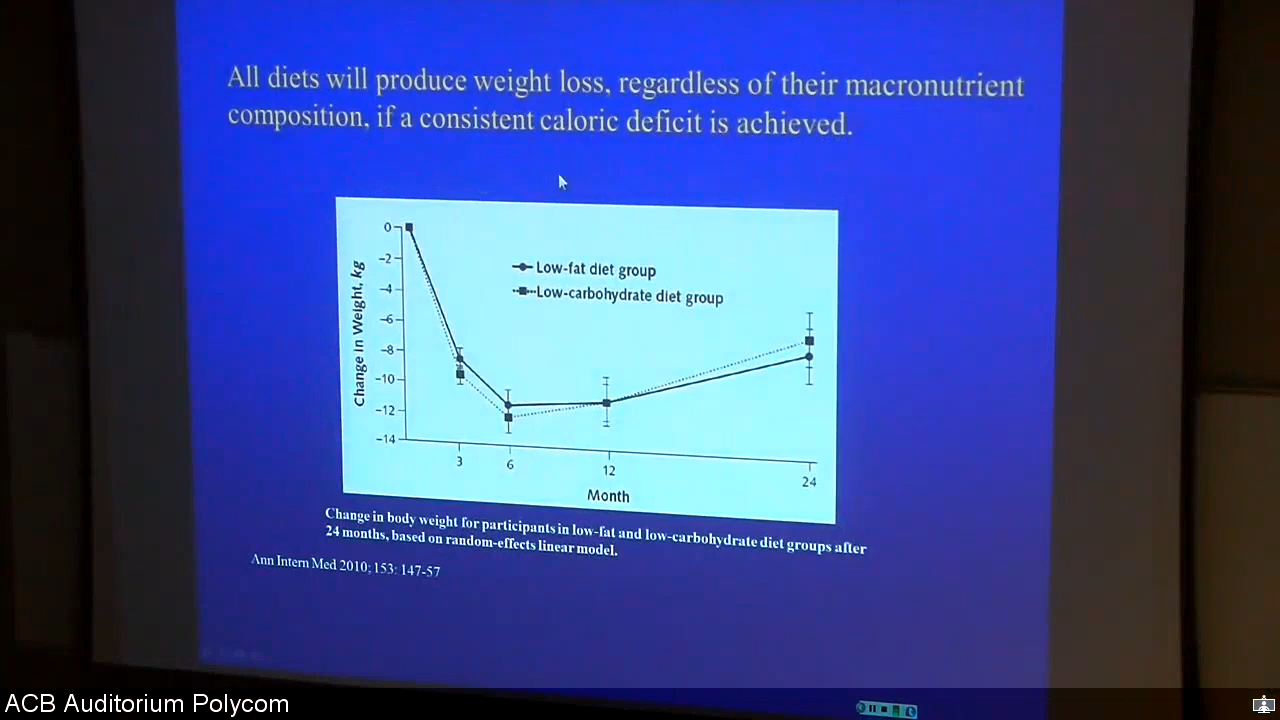 All diets will produce weight loss, regardless of their macronutrient
composition, if a consistent caloric deficit is achieved.
0
-2
-4
-6
-8
-10
-12
-14
Change in Weight, kg
Low-fat diet group
Low-carbohydrate diet group
3
6
12
24
Month
Change in body weight for participants in low-fat and low-carbohydrate diet groups after
24 months, based on random-effects linear model.
Ann Intern Med 2010; 153: 147-57
ACB Auditorium Polycom